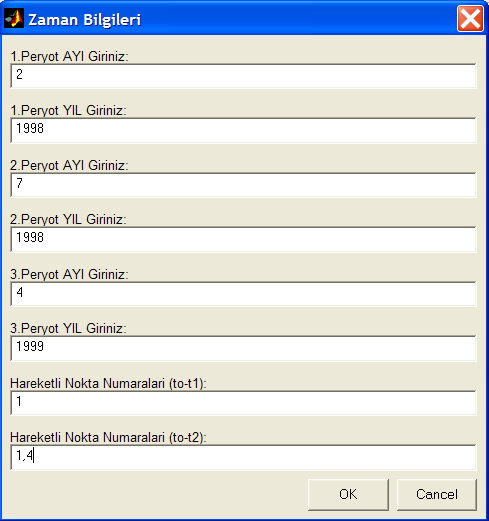 Zaman Bilgileri
1.Peryot AYI Giriniz:
2
1.Peryot YIL Giriniz:
1998
2.Peryot AYI Giriniz:
7
2.Peryot YIL Giriniz:
1998
3.Peryot AYI Giriniz:
4
3.Peryot YIL Giriniz:
1999
Hareketli Nokta Numaralari (to-t1):
1
Hareketli Nokta Numaralari (to-t2):
1,4
OK Cancel